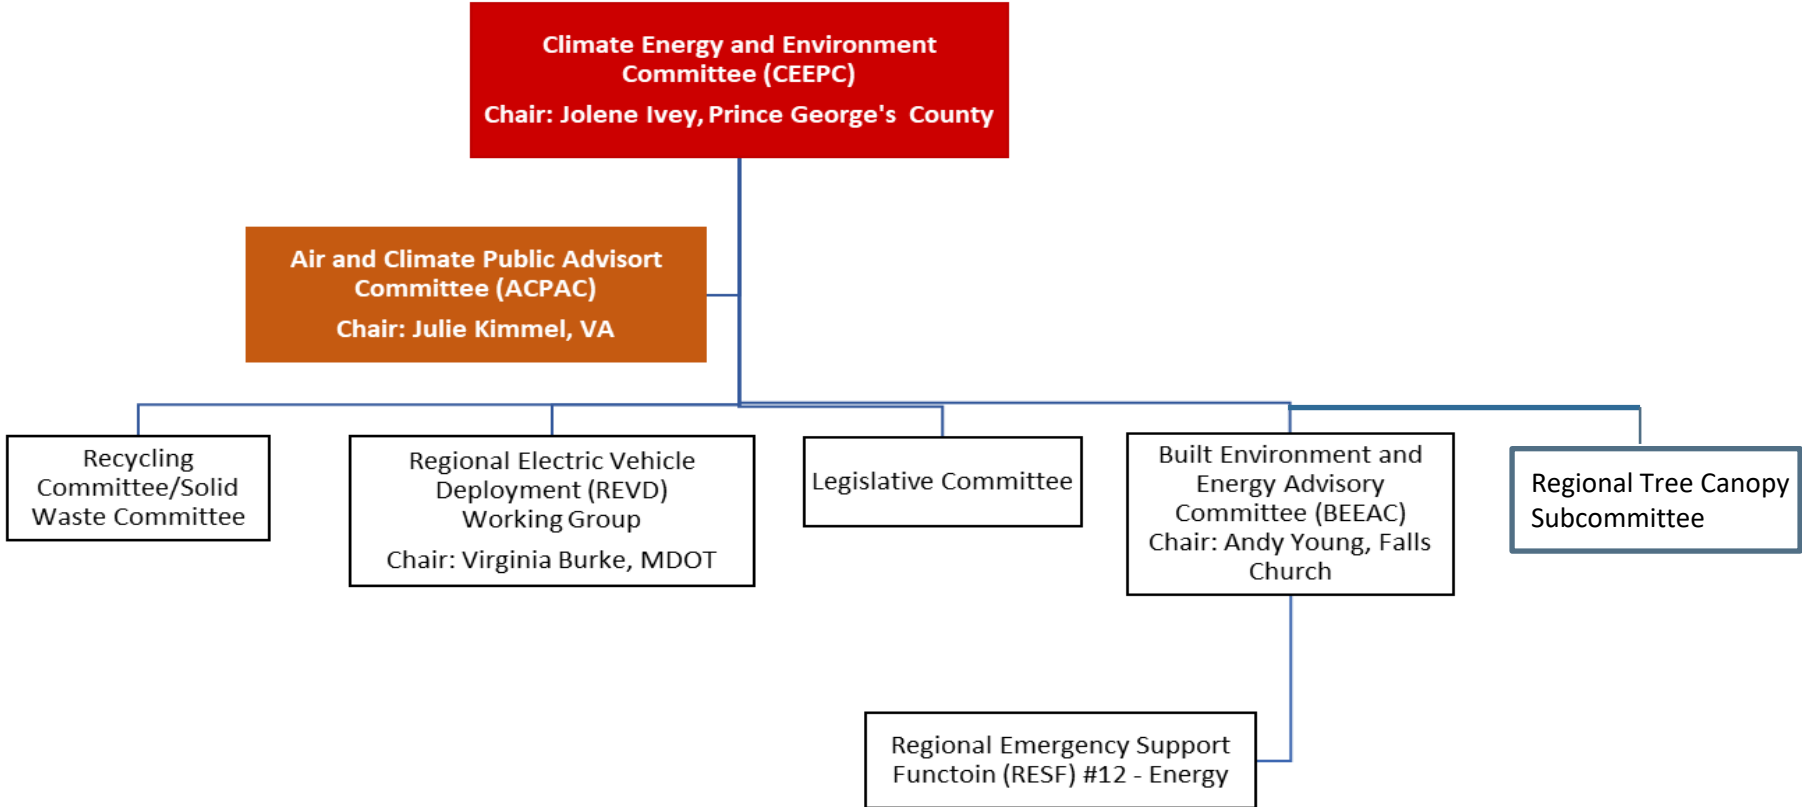 Climate Energy and Environment
Committee (CEEPC)
Chair: Jolene Ivey, Prince George's County
Air and Climate Public Advisort
Committee (ACPAC)
Chair: Julie Kimmel, VA
Recycling
Committee/Solid
Waste Committee
Regional Electric Vehicle
Deployment (REVD)
Working Group
Chair: Virginia Burke, MDOT
Legislative Committee
Built Environment and
Energy Advisory
Committee (BEEAC)
Chair: Andy Young, Falls
Church
Regional Tree Canopy
Subcommittee
Regional Emergency Support
Functoin (RESF) #12 - Energy